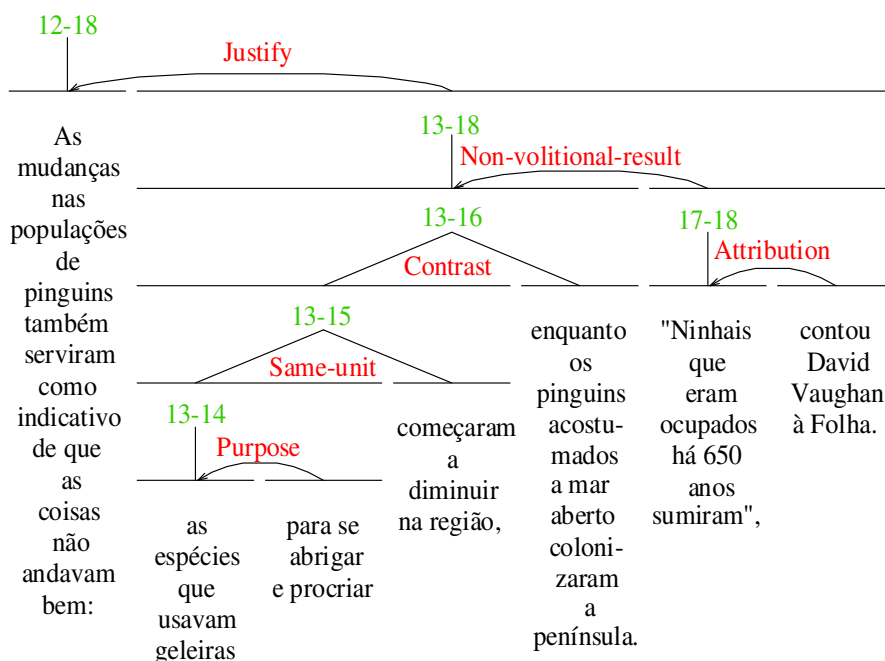 12-18
Justify
13-18
Non-volitional-result
13-16
17-18
Contrast
Attribution
13-15
Same-unit
13-14
Purpose
As
mudanças
nas
populações
de
pinguins
também
serviram
como
indicativo
de que
as
coisas
não
andavam
bem:
as
espécies
que
usavam
geleiras
para se
abrigar
e procriar
começaram
a
diminuir
na região,
enquanto
os
pinguins
acostu-
mados
a mar
aberto
coloni-
zaram
a
península.
"Ninhais
que
eram
ocupados
há 650
anos
sumiram",
contou
David
Vaughan
à Folha.